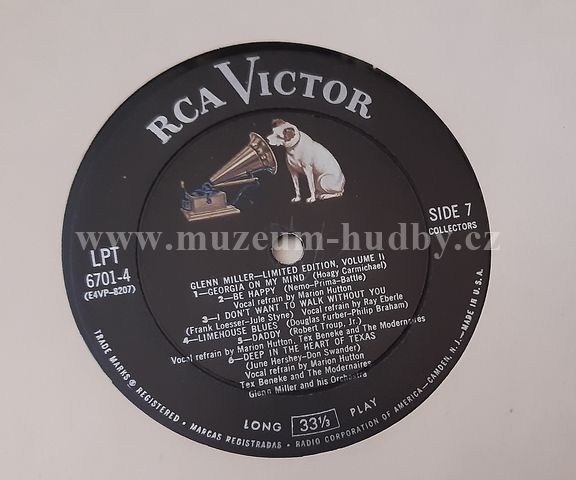 RCA VICTOR
SIDE 7
COLLECTORS
LPT
6701-4
(E4VP-8207)
GLENN MILLER—LIMITED EDITION, VOLUME II
1—GEORGIA ON MY MIND (Hoagy Carmichael)
2—BE HAPPY (Nemo-Prima-Battle)
Vocal refrain by Marion Hutton
3—I DON'T WANT TO WALK WITHOUT YOU
(Frank Loesser-Jule Styne) Vocal refrain by Ray Eberle
4—LIMEHOUSE BLUES (Douglas Furber-Philip Braham)
5—DADDY (Robert Troup, Jr.)
Vocal refrain by Marion Hutton, Tex Beneke and the Modernaires
6—DEEP IN THE HEART OF TEXAS
(June Hershey-Don Swander)
Vocal refrain by Marion Hutton
Tex Beneke and the Modernaires
Glenn Miller and his Orchestra
LONG 33⅓ PLAY
TRADE MARKS ® REGISTERED • MARCAS REGISTRADAS • RADIO CORPORATION OF AMERICA—CAMDEN, N.J.—MADE IN U.S.A.
www.muzeum-hudby.cz